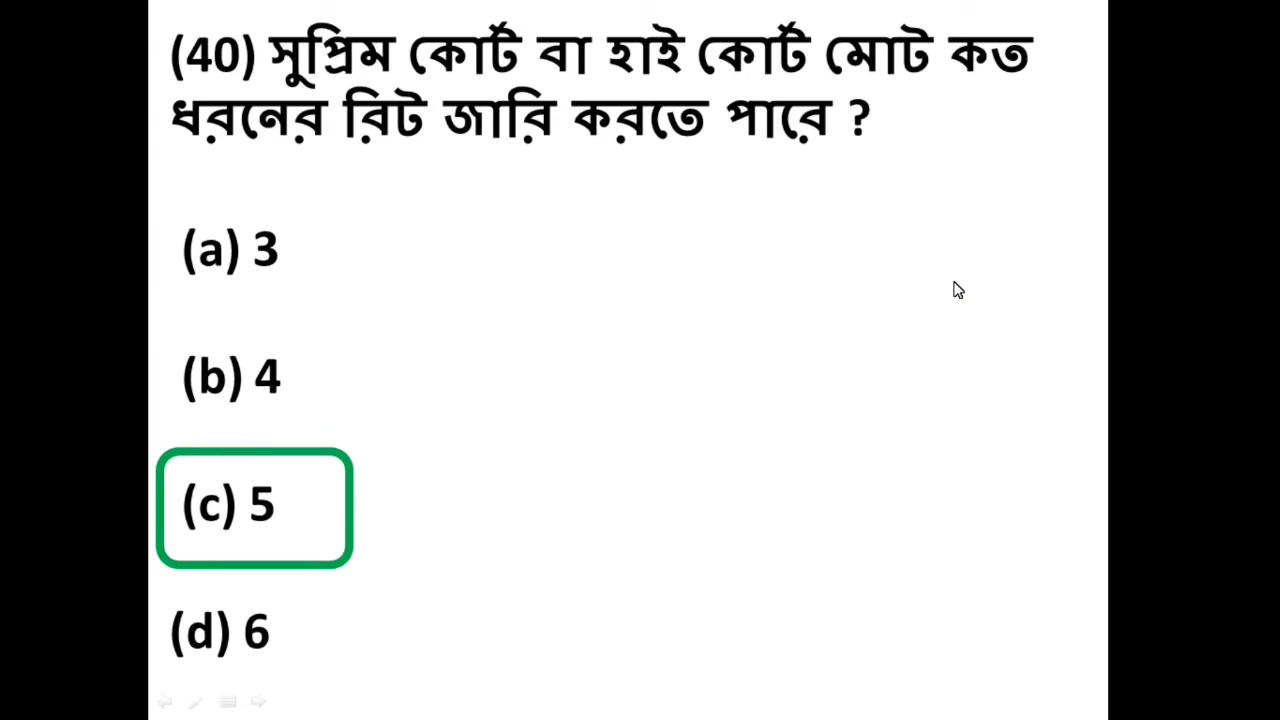 (40) সুপ্রিম কোর্ট বা হাই কোর্ট মোট কত
ধরনের রিট জারি করতে পারে ?
(a) 3
(b) 4
(c) 5
(d) 6